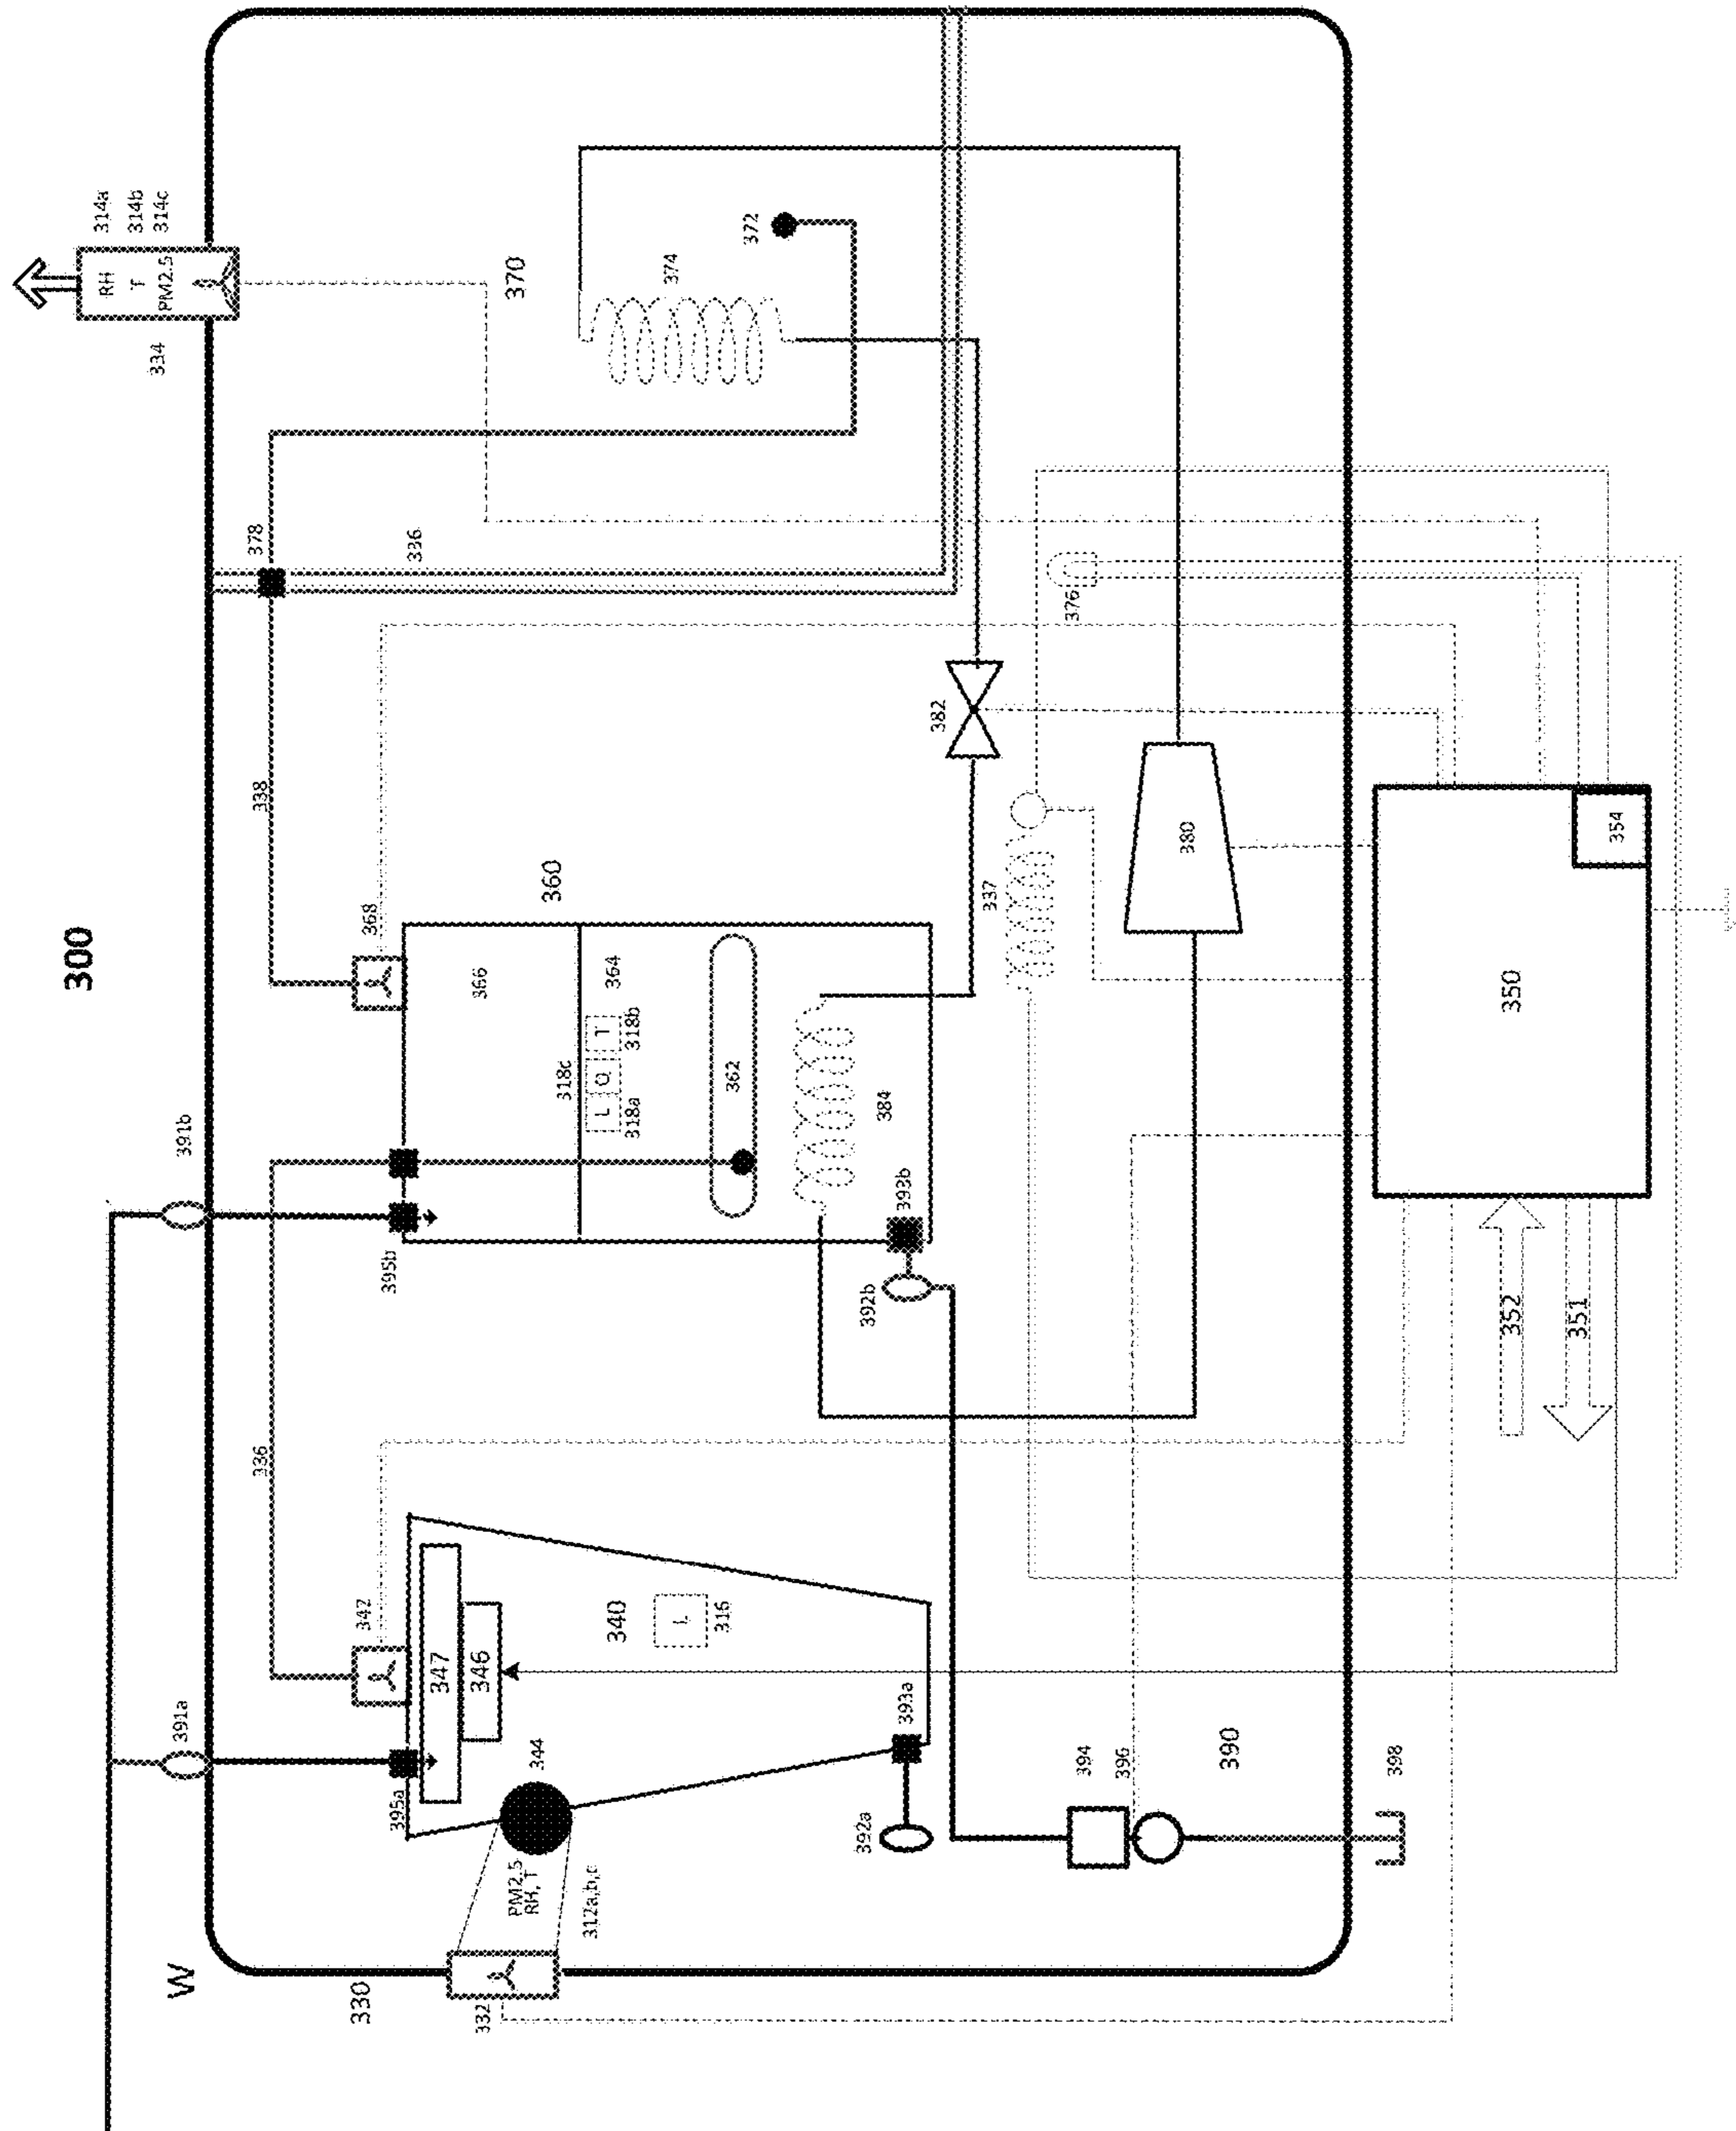 300
314a
RH
314b
T
314c
PM2.5
334
W
391a
391b
378
336
338
330
342
368
395a
395b
336
347
366
346
332
370
PM2.5
RH, T
344
360
318c
312a,b,c
L Q T
364
340
318a
318b
374
L
316
362
372
392a
392b
384
393a
393b
382
337
376
394
396
380
390
398
350
352
351
354